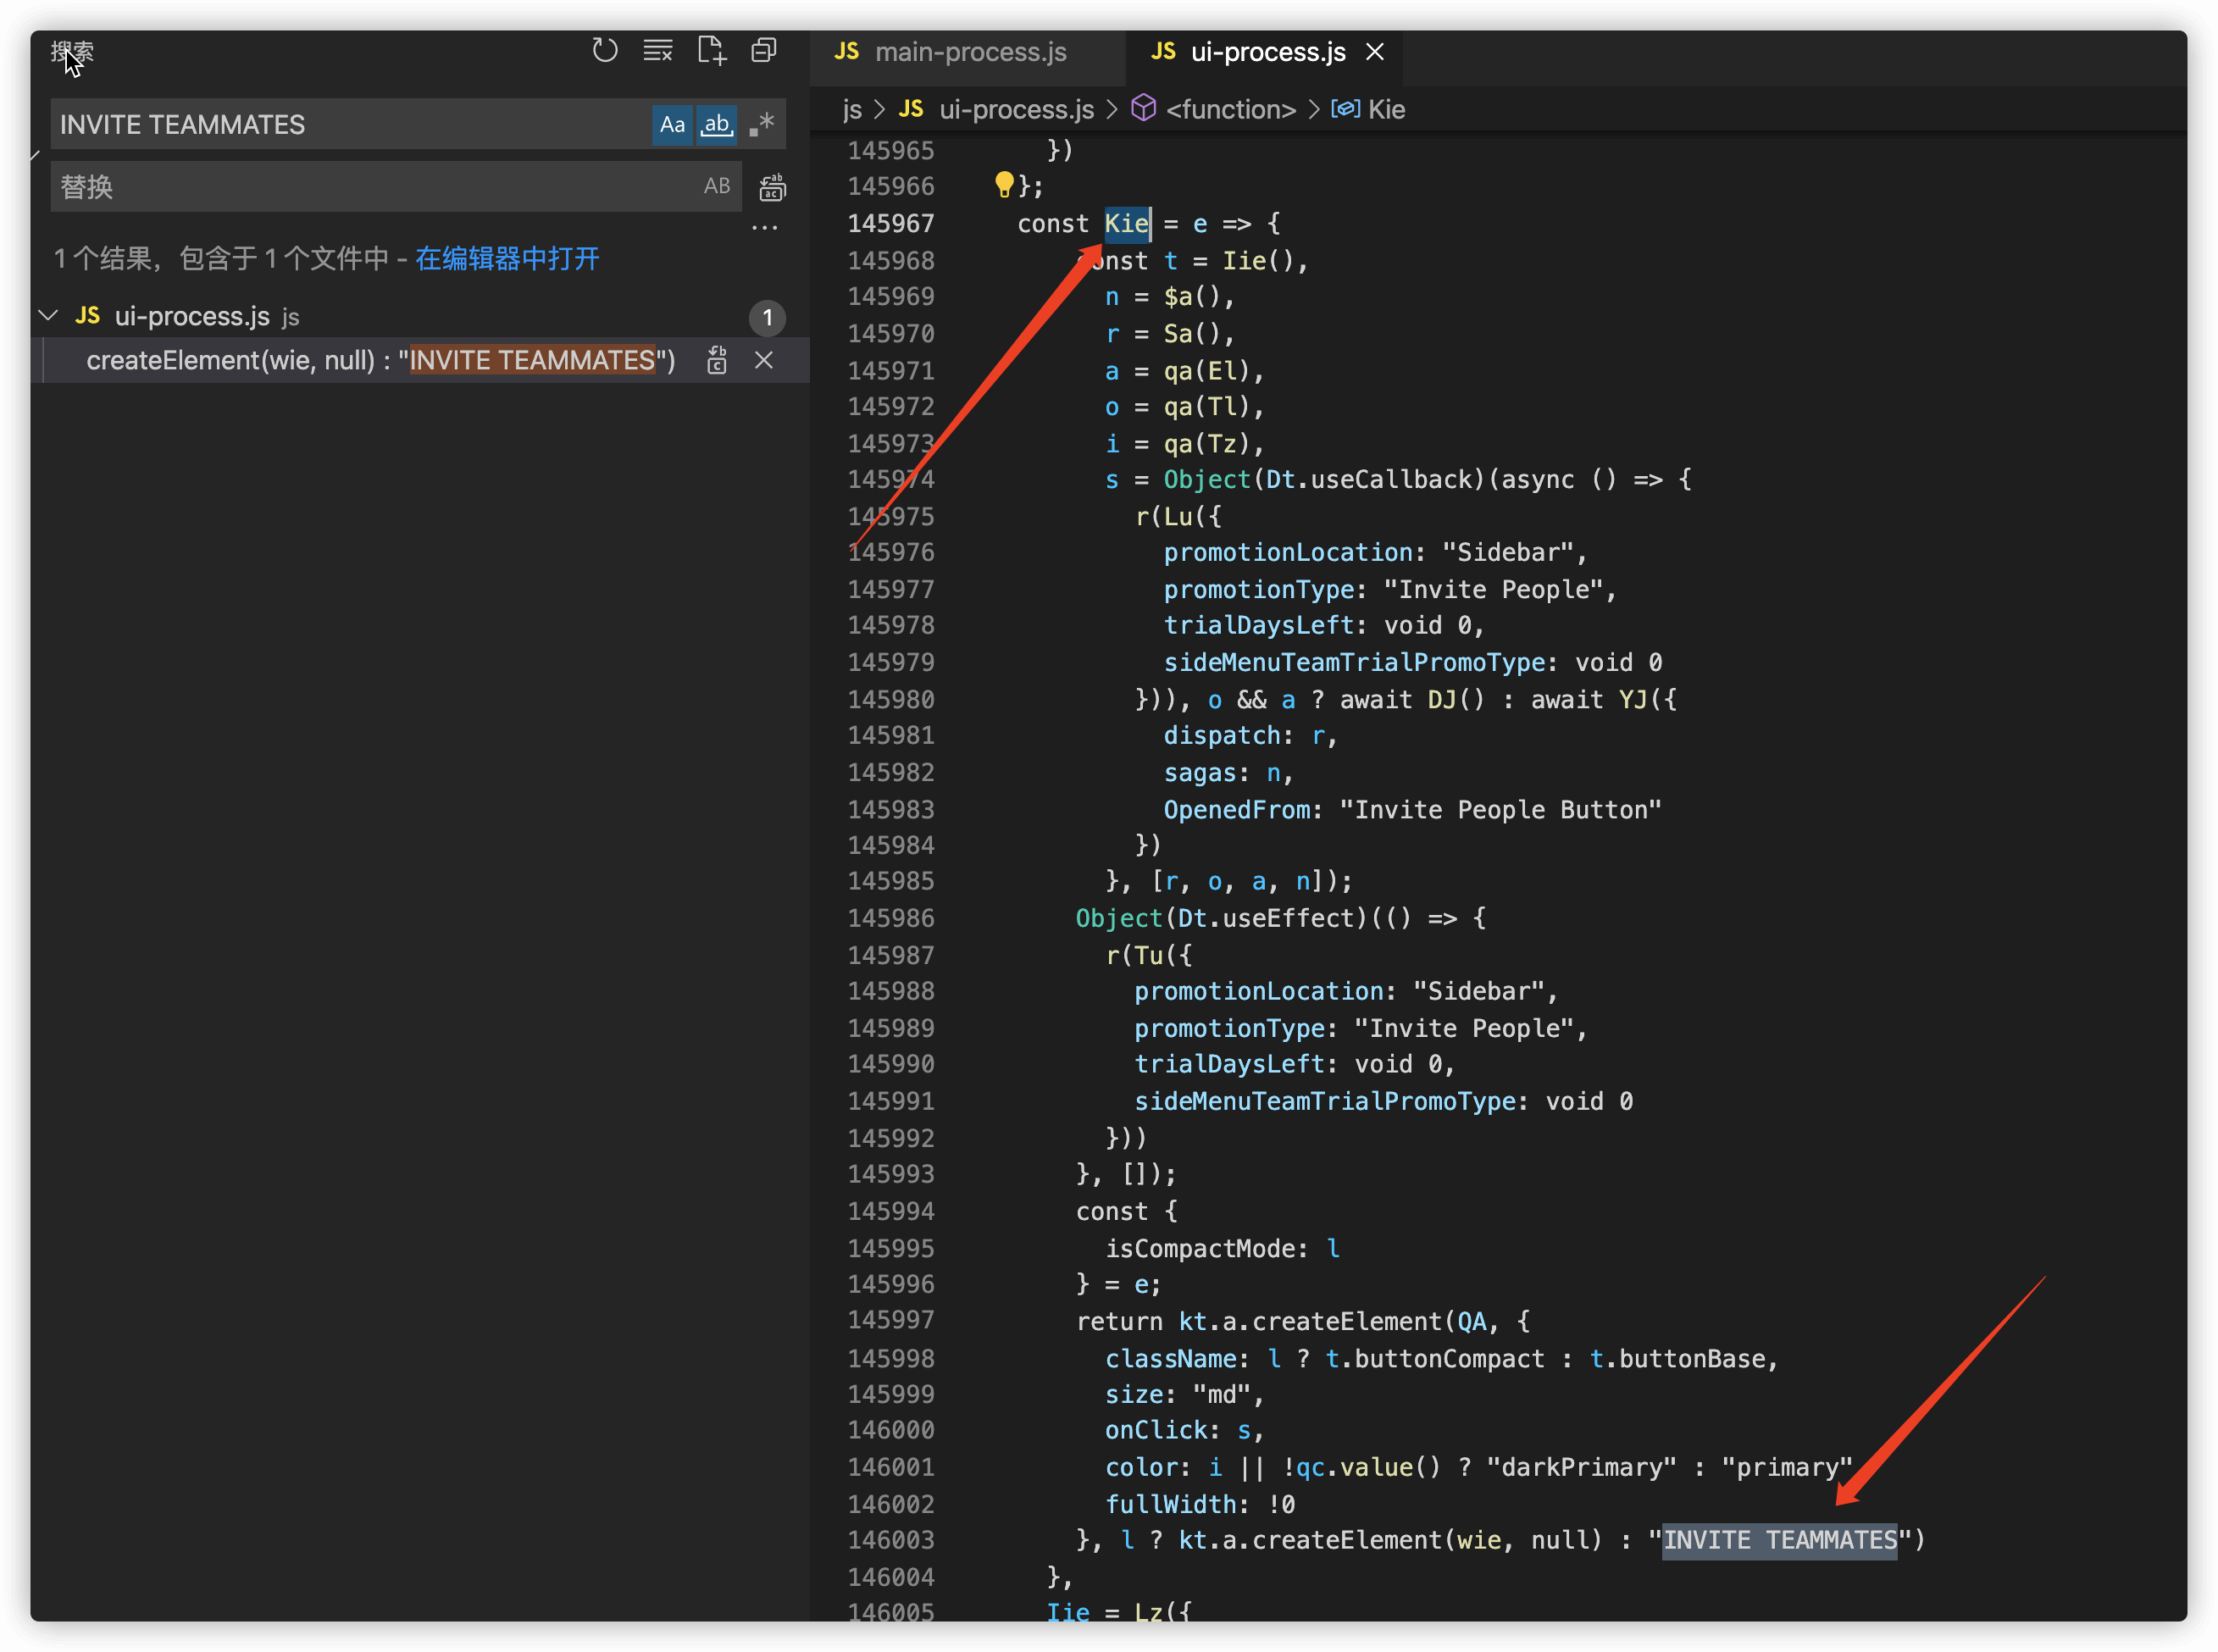 搜索
INVITE TEAMMATES
Aa ab .*
替换
AB
1 个结果，包含于 1 个文件中 - 在编辑器中打开
JS ui-process.js js 1
createElement(wie, null) : "INVITE TEAMMATES")
JS main-process.js
JS ui-process.js
js > JS ui-process.js > <function> > Kie
145965 })
145966 };
145967 const Kie = e => {
145968 const t = Iie(),
145969 n = $a(),
145970 r = Sa(),
145971 a = qa(El),
145972 o = qa(Tl),
145973 i = qa(Tz),
145974 s = Object(Dt.useCallback)(async () => {
145975 r(Lu({
145976 promotionLocation: "Sidebar",
145977 promotionType: "Invite People",
145978 trialDaysLeft: void 0,
145979 sideMenuTeamTrialPromoType: void 0
145980 })), o && a ? await DJ() : await YJ({
145981 dispatch: r,
145982 sagas: n,
145983 OpenedFrom: "Invite People Button"
145984 })
145985 }, [r, o, a, n]);
145986 Object(Dt.useEffect)(() => {
145987 r(Tu({
145988 promotionLocation: "Sidebar",
145989 promotionType: "Invite People",
145990 trialDaysLeft: void 0,
145991 sideMenuTeamTrialPromoType: void 0
145992 }))
145993 }, []);
145994 const {
145995 isCompactMode: l
145996 } = e;
145997 return kt.a.createElement(QA, {
145998 className: l ? t.buttonCompact : t.buttonBase,
145999 size: "md",
146000 onClick: s,
146001 color: i || !qc.value() ? "darkPrimary" : "primary"
146002 fullWidth: !0
146003 }, l ? kt.a.createElement(wie, null) : "INVITE TEAMMATES")
146004 },
146005 Iie = Lz({